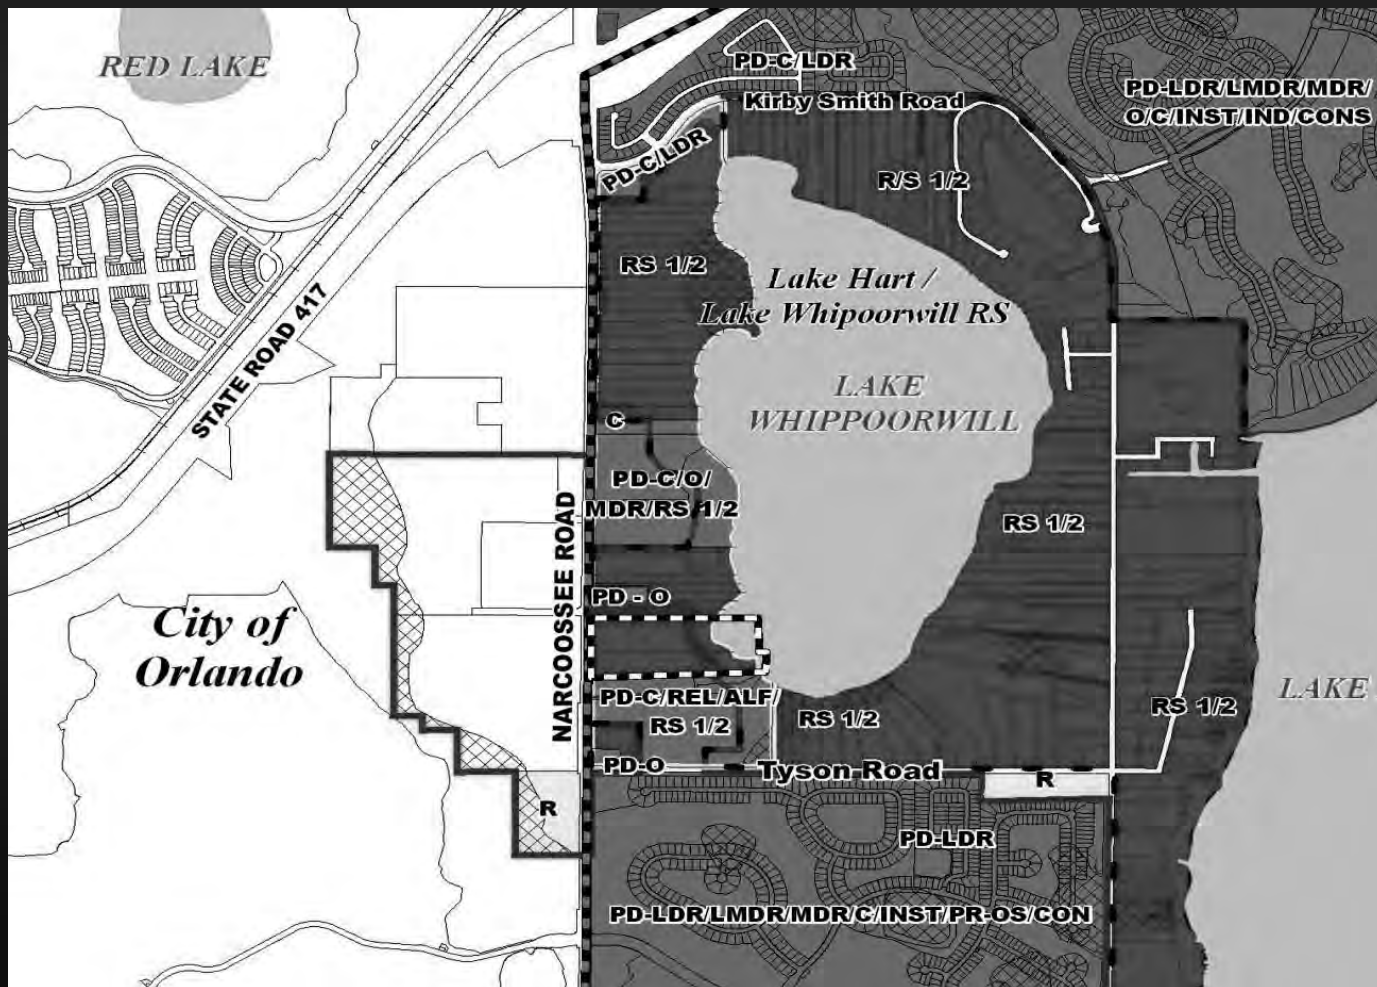 RED LAKE
PD-C/LDR
PD-LDR/LMDR/MDR/
O/C/INST/IND/CONS
Kirby Smith Road
PD-C/LDR
R/S 1/2
RS 1/2
Lake Hart /
Lake Whipoorwill RS
STATE ROAD 417
LAKE
WHIPPOORWILL
C
PD-C/O/
MDR/RS 1/2
RS 1/2
NARCOOSSEE ROAD
PD - O
City of
Orlando
PD-C/REL/ALF/
RS 1/2
RS 1/2
RS 1/2
LAKE
PD-O
Tyson Road
R
R
PD-LDR
PD-LDR/LMDR/MDR/C/INST/PR-OS/CON